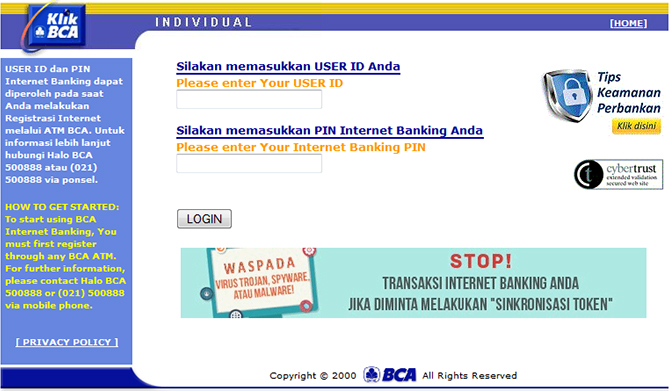 Klik
BCA
INDIVIDUAL
[HOME]
USER ID dan PIN
Internet Banking dapat
diperoleh pada saat
Anda melakukan
Registrasi Internet
melalui ATM BCA. Untuk
informasi lebih lanjut
hubungi Halo BCA
500888 atau (021)
500888 via ponsel.
HOW TO GET STARTED:
To start using BCA
Internet Banking, You
must first register
through any BCA ATM.
For further information,
please contact Halo BCA
500888 or (021) 500888
via mobile phone.
[ PRIVACY POLICY ]
Silakan memasukkan USER ID Anda
Please enter Your USER ID
Silakan memasukkan PIN Internet Banking Anda
Please enter Your Internet Banking PIN
LOGIN
Tips
Keamanan
Perbankan
Klik disini
cybertrust
extended validation
secured web site
WASPADA
VIRUS TROJAN, SPYWARE,
ATAU MALWARE!
STOP!
TRANSAKSI INTERNET BANKING ANDA
JIKA DIMINTA MELAKUKAN "SINKRONISASI TOKEN"
Copyright © 2000 BCA All Rights Reserved